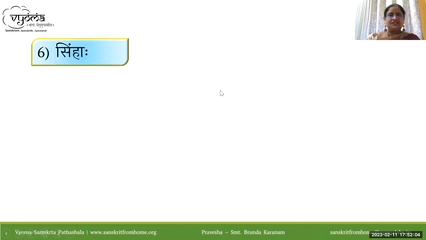 vyoma
6) सिंहाः
Vyoma Samskrta Pathashala | www.sanskritfromhome.org
Pravesha – Smt. Brunda Karanam
sanskritfromhome
2023-02-11 17:52:04